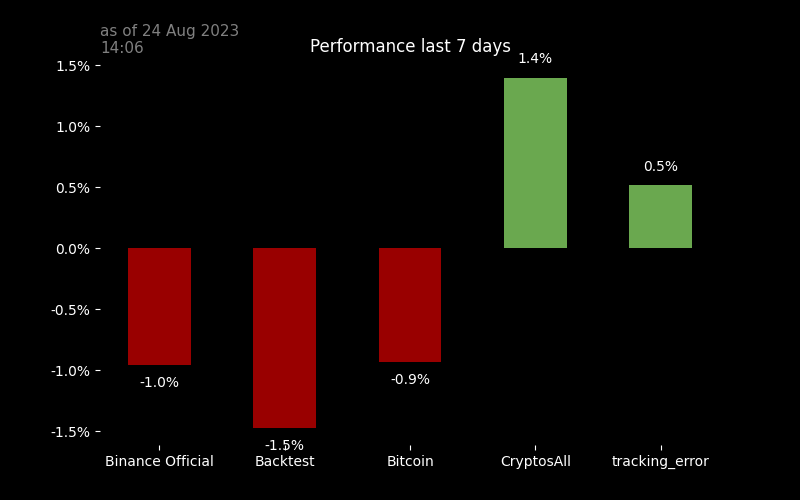 as of 24 Aug 2023
14:06
Performance last 7 days
1.5%
1.0%
0.5%
0.0%
-0.5%
-1.0%
-1.5%
-1.0%
-1.5%
-0.9%
1.4%
0.5%
Binance Official
Backtest
Bitcoin
CryptosAll
tracking_error